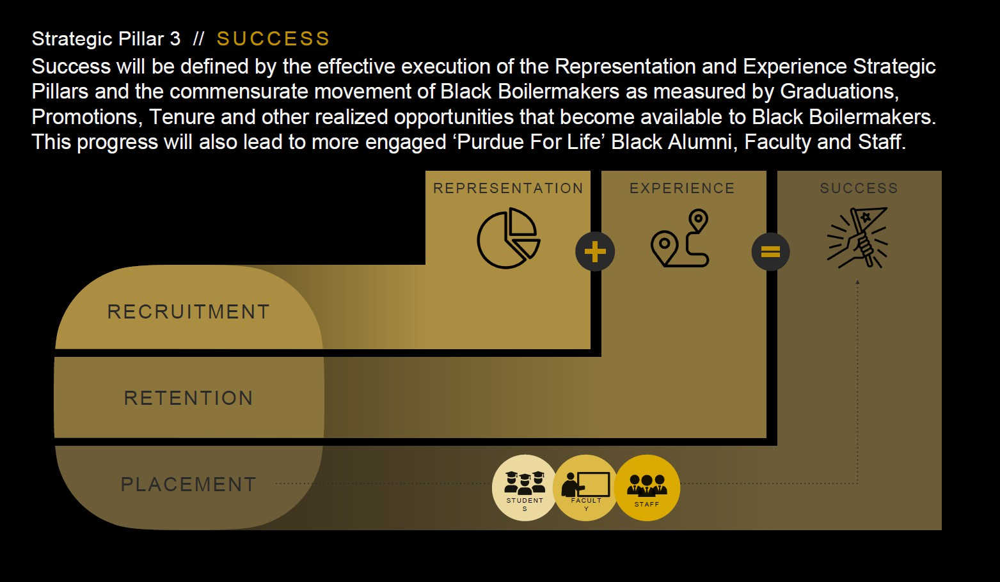 Strategic Pillar 3 // SUCCESS
Success will be defined by the effective execution of the Representation and Experience Strategic
Pillars and the commensurate movement of Black Boilermakers as measured by Graduations,
Promotions, Tenure and other realized opportunities that become available to Black Boilermakers.
This progress will also lead to more engaged ‘Purdue For Life’ Black Alumni, Faculty and Staff.
REPRESENTATION
EXPERIENCE
SUCCESS
RECRUITMENT
RETENTION
PLACEMENT
STUDENT
S
FACULT
Y
STAFF